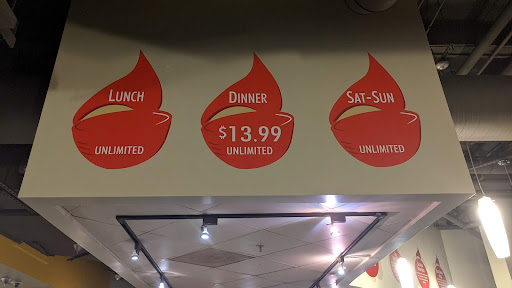 LUNCH
UNLIMITED
DINNER
$13.99
UNLIMITED
SAT-SUN
UNLIMITED